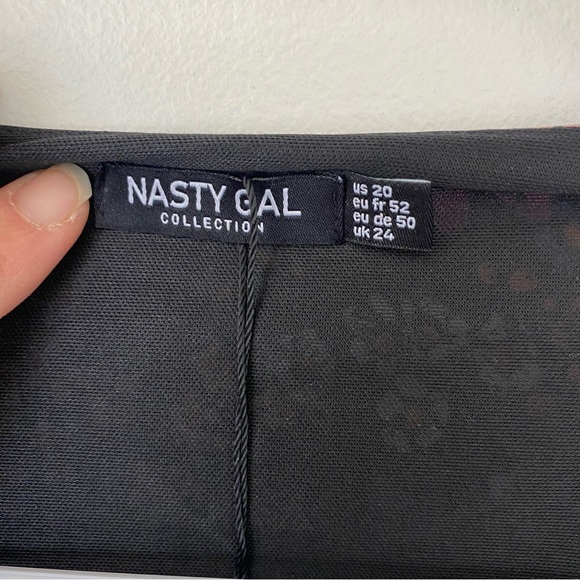 NASTY GAL
COLLECTION
us 20
eu fr 52
eu de 50
uk 24